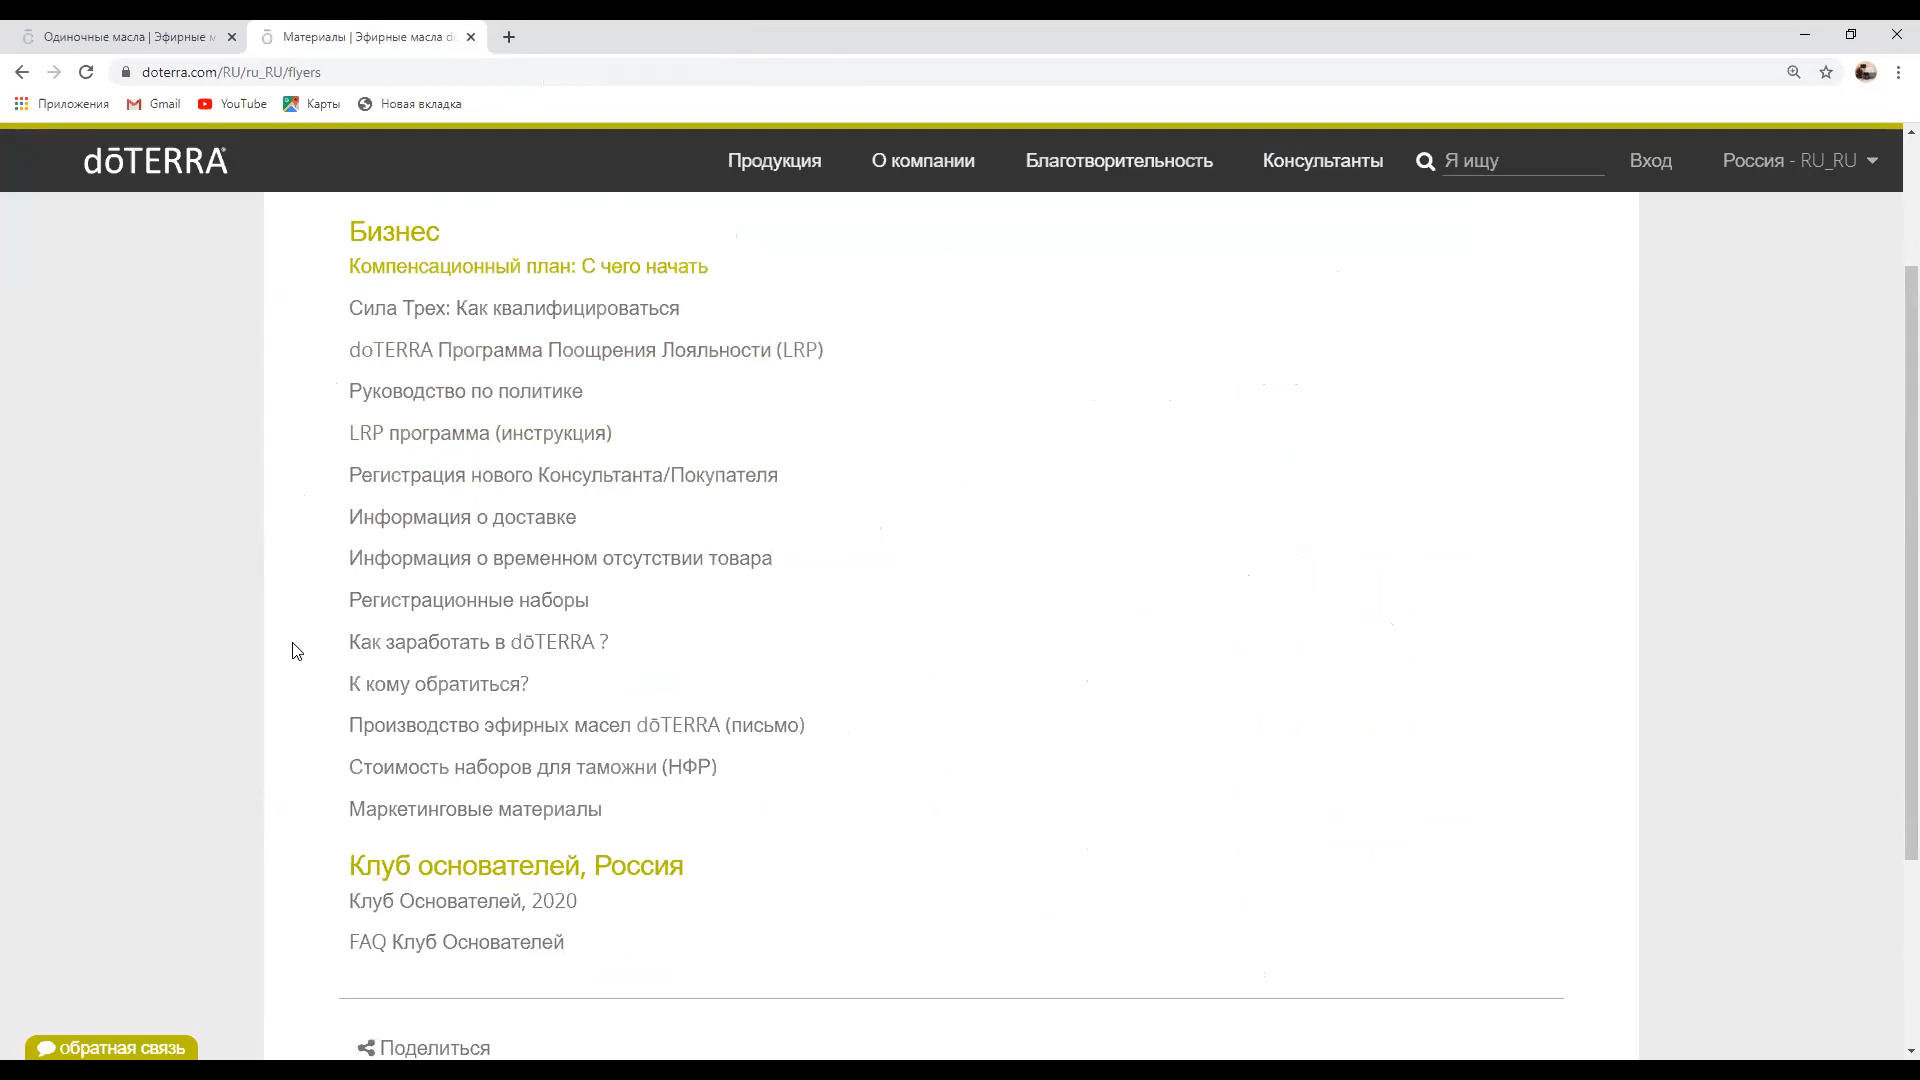 Одиночные масла | Эфирные м
Материалы | Эфирные масла dc
doterra.com/RU/ru_RU/flyers
Приложения Gmail YouTube Карты Новая вкладка
dōTERRA® Продукция О компании Благотворительность Консультанты Я ищу Вход Россия - RU_RU
Бизнес
Компенсационный план: С чего начать
Сила Трех: Как квалифицироваться
doTERRA Программа Поощрения Лояльности (LRP)
Руководство по политике
LRP программа (инструкция)
Регистрация нового Консультанта/Покупателя
Информация о доставке
Информация о временном отсутствии товара
Регистрационные наборы
Как заработать в dōTERRA ?
К кому обратиться?
Производство эфирных масел dōTERRA (письмо)
Стоимость наборов для таможни (НФР)
Маркетинговые материалы
Клуб основателей, Россия
Клуб Основателей, 2020
FAQ Клуб Основателей
Поделиться
обратная связь